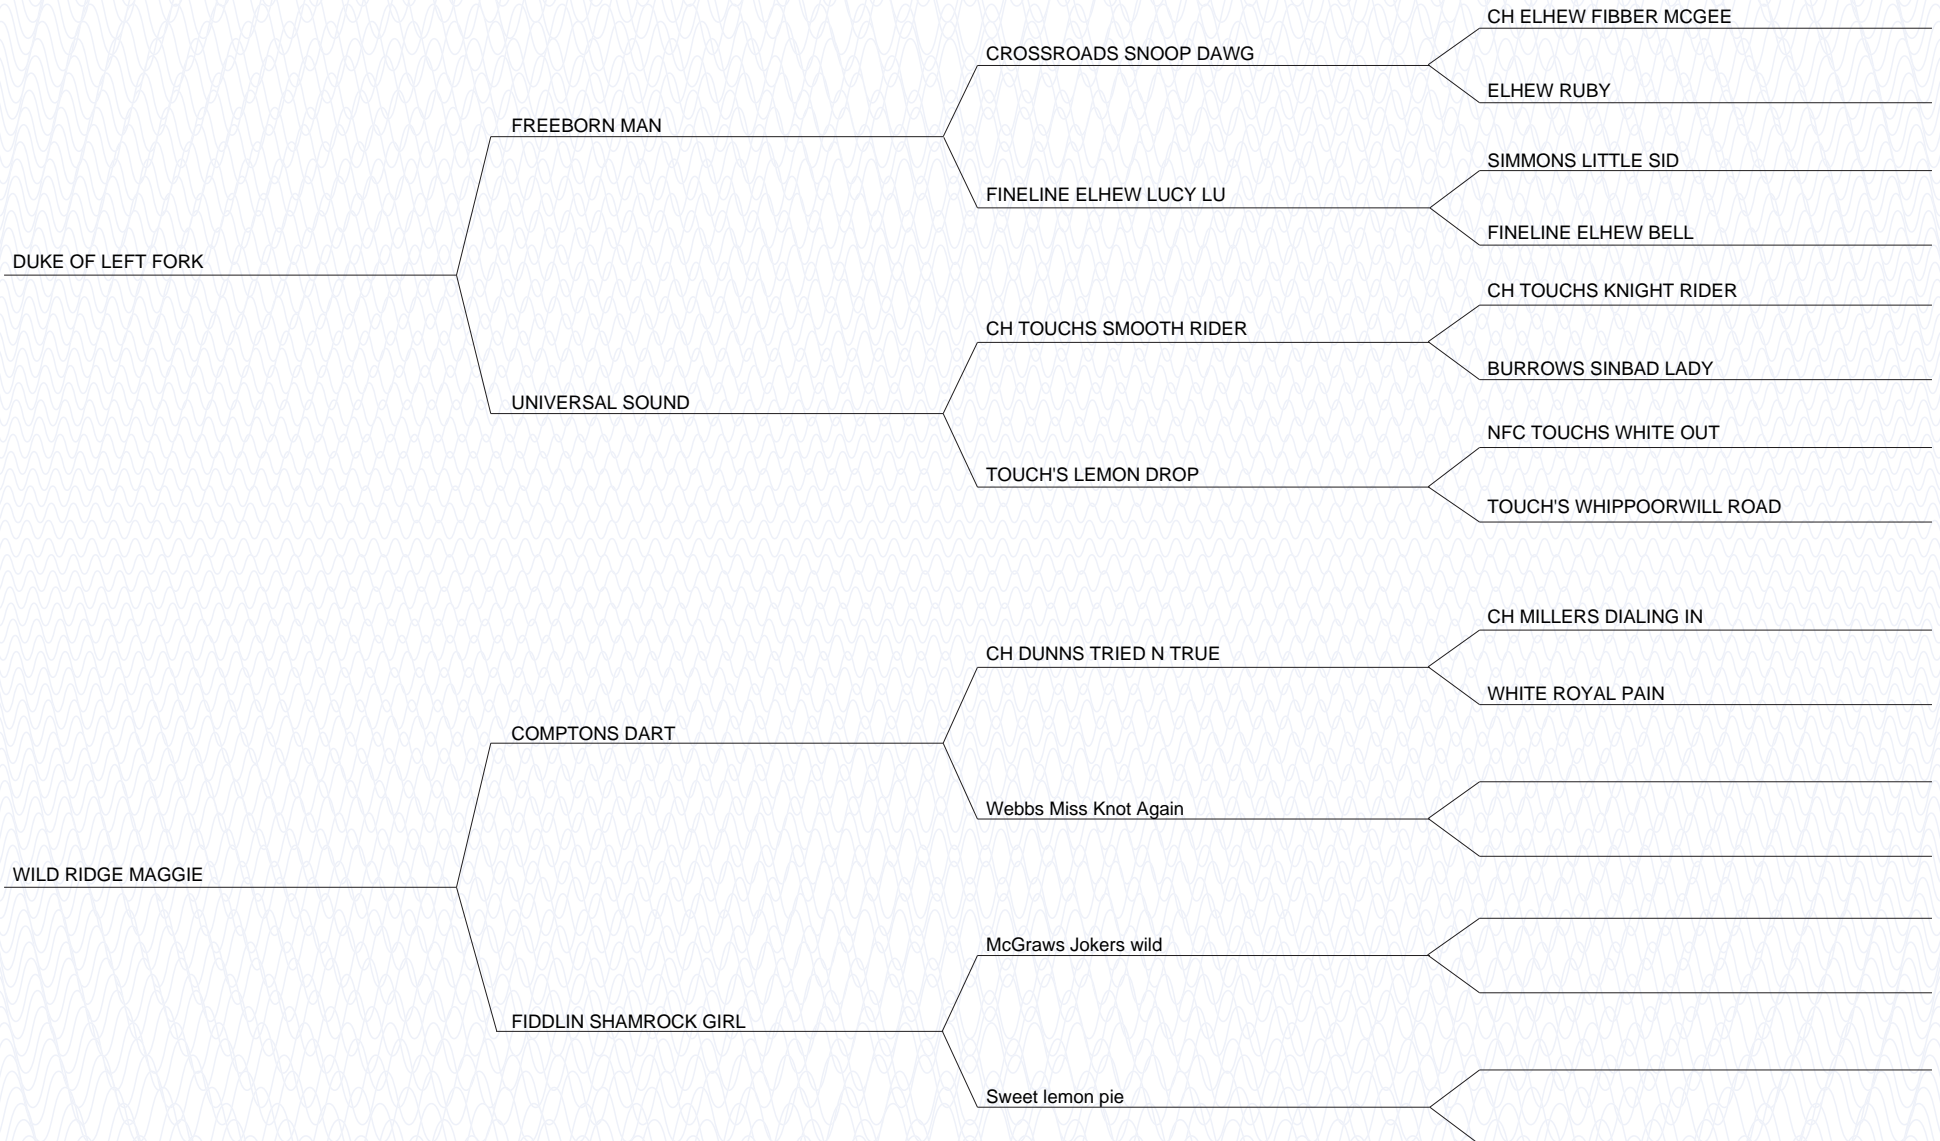 CH ELHEW FIBBER MCGEE
CROSSROADS SNOOP DAWG
ELHEW RUBY
FREEBORN MAN
SIMMONS LITTLE SID
FINELINE ELHEW LUCY LU
FINELINE ELHEW BELL
DUKE OF LEFT FORK
CH TOUCHS KNIGHT RIDER
CH TOUCHS SMOOTH RIDER
BURROWS SINBAD LADY
UNIVERSAL SOUND
NFC TOUCHS WHITE OUT
TOUCH'S LEMON DROP
TOUCH'S WHIPPOORWILL ROAD
CH MILLERS DIALING IN
CH DUNNS TRIED N TRUE
WHITE ROYAL PAIN
COMPTONS DART
Webbs Miss Knot Again
WILD RIDGE MAGGIE
McGraws Jokers wild
FIDDLIN SHAMROCK GIRL
Sweet lemon pie